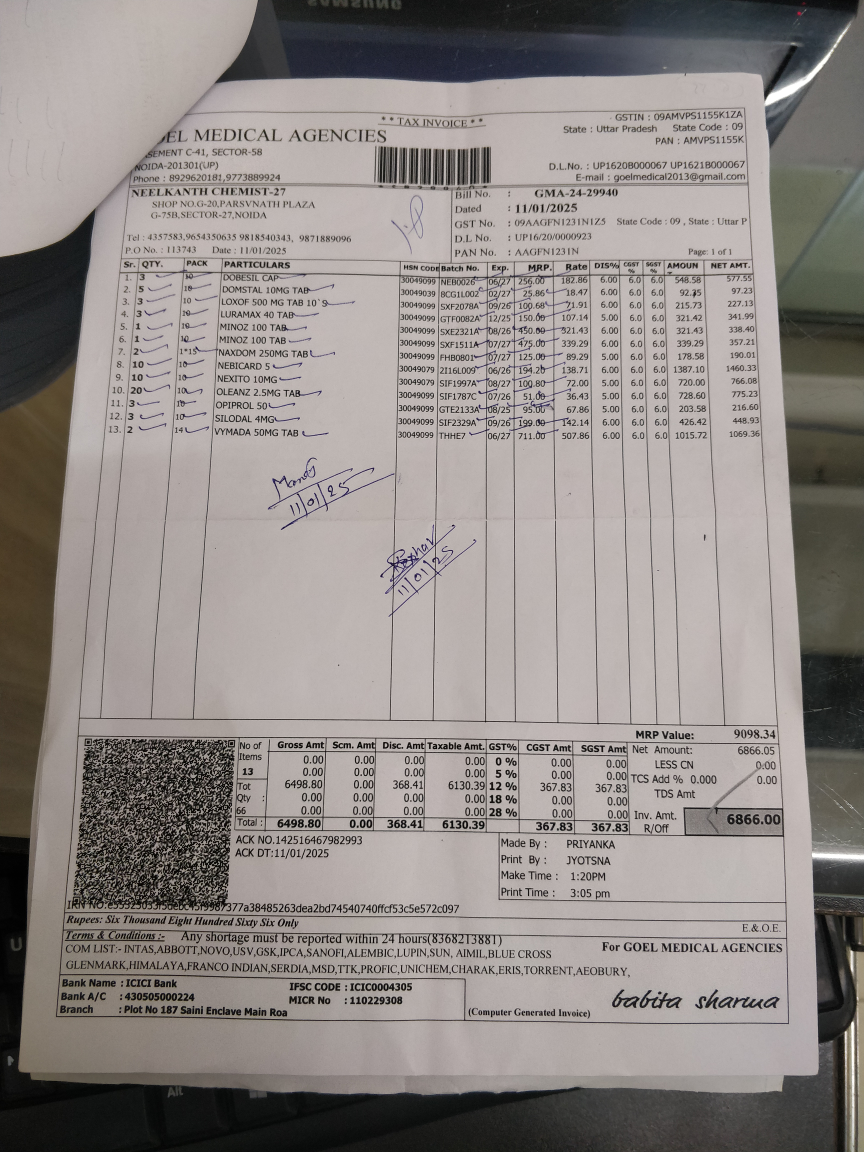 SAMSUNG
* * TAX INVOICE * *
GSTIN : 09AMVPS1155K1ZA
State : Uttar Pradesh State Code : 09
PAN : AMVPS1155K
OEL MEDICAL AGENCIES
SEMENT C-41, SECTOR-58
NOIDA-201301(UP)
Phone : 8929620181,9773889924
D.L.No. : UP1620B000067 UP1621B000067
E-mail : goelmedical2013@gmail.com
NEELKANTH CHEMIST-27
SHOP NO.G-20,PARSVNATH PLAZA
G-75B,SECTOR-27,NOIDA
Tel : 4357583,9654350635 9818540343, 9871889096
P.O No. : 113743 Date : 11/01/2025
Bill No. : GMA-24-29940
Dated : 11/01/2025
GST No. : 09AAGFN1231N1Z5 State Code : 09 , State : Uttar P
D.L No. : UP16/20/0000923
PAN No. : AAGFN1231N Page: 1 of 1
Sr. QTY. PACK PARTICULARS HSN CODE Batch No. Exp. MRP. Rate DIS% CGST % SGST % AMOUN NET AMT.
1. 3 10 DOBESIL CAP 30049099 NEB0026 06/27 256.00 182.86 6.00 6.0 6.0 548.58 577.55
2. 5 10 DOMSTAL 10MG TAB 30049039 8CG1L002 02/27 25.86 18.47 6.00 6.0 6.0 92.35 97.23
3. 3 10 LOXOF 500 MG TAB 10`9 30049099 SXF2078A 09/26 100.68 71.91 6.00 6.0 6.0 215.73 227.13
4. 3 10 LURAMAX 40 TAB 30049099 GTF0082A 12/25 150.00 107.14 5.00 6.0 6.0 321.42 341.99
5. 1 10 MINOZ 100 TAB 30049099 SXE2321A 08/26 450.00 321.43 6.00 6.0 6.0 321.43 338.40
6. 1 10 MINOZ 100 TAB 30049099 SXF1511A 07/27 475.00 339.29 6.00 6.0 6.0 339.29 357.21
7. 2 1*15 NAXDOM 250MG TAB 30049099 FHB0801 07/27 125.00 89.29 5.00 6.0 6.0 178.58 190.01
8. 10 10 NEBICARD 5 30049079 2I16L009 06/26 194.20 138.71 6.00 6.0 6.0 1387.10 1460.33
9. 10 10 NEXITO 10MG 30049079 SIF1997A 08/27 100.80 72.00 5.00 6.0 6.0 720.00 766.08
10. 20 10 OLEANZ 2.5MG TAB 30049099 SIF1787C 07/26 51.00 36.43 5.00 6.0 6.0 728.60 775.23
11. 3 10 OPIPROL 50 30049099 GTE2133A 08/25 95.00 67.86 5.00 6.0 6.0 203.58 216.60
12. 3 10 SILODAL 4MG 30049099 SIF2329A 09/26 199.00 142.14 6.00 6.0 6.0 426.42 448.93
13. 2 14 VYMADA 50MG TAB 30049099 THHE7 06/27 711.00 507.86 6.00 6.0 6.0 1015.72 1069.36
11/01/25
11/01/25
MRP Value: 9098.34
No of Items 13 Tot Qty : 66
Gross Amt Scm. Amt Disc. Amt Taxable Amt. GST% CGST Amt SGST Amt
0.00 0.00 0.00 0.00 0 % 0.00 0.00
0.00 0.00 0.00 0.00 5 % 0.00 0.00
6498.80 0.00 368.41 6130.39 12 % 367.83 367.83
0.00 0.00 0.00 0.00 18 % 0.00 0.00
0.00 0.00 0.00 0.00 28 % 0.00 0.00
Total : 6498.80 0.00 368.41 6130.39 367.83 367.83
Net Amount: 6866.05
LESS CN 0.00
TCS Add % 0.000 0.00
TDS Amt
Inv. Amt. 6866.00
R/Off
ACK NO.142516467982993
ACK DT:11/01/2025
Made By : PRIYANKA
Print By : JYOTSNA
Make Time : 1:20PM
Print Time : 3:05 pm
Rupees: Six Thousand Eight Hundred Sixty Six Only
E.&O.E.
Terms & Conditions :- Any shortage must be reported within 24 hours(8368213881)
COM LIST:- INTAS,ABBOTT,NOVO,USV,GSK,IPCA,SANOFI,ALEMBIC,LUPIN,SUN, AIMIL,BLUE CROSS
GLENMARK,HIMALAYA,FRANCO INDIAN,SERDIA,MSD,TTK,PROFIC,UNICHEM,CHARAK,ERIS,TORRENT,AEOBURY,
For GOEL MEDICAL AGENCIES
Bank Name : ICICI Bank IFSC CODE : ICIC0004305
Bank A/C : 430505000224 MICR No : 110229308
Branch : Plot No 187 Saini Enclave Main Roa
(Computer Generated Invoice)
babita sharma